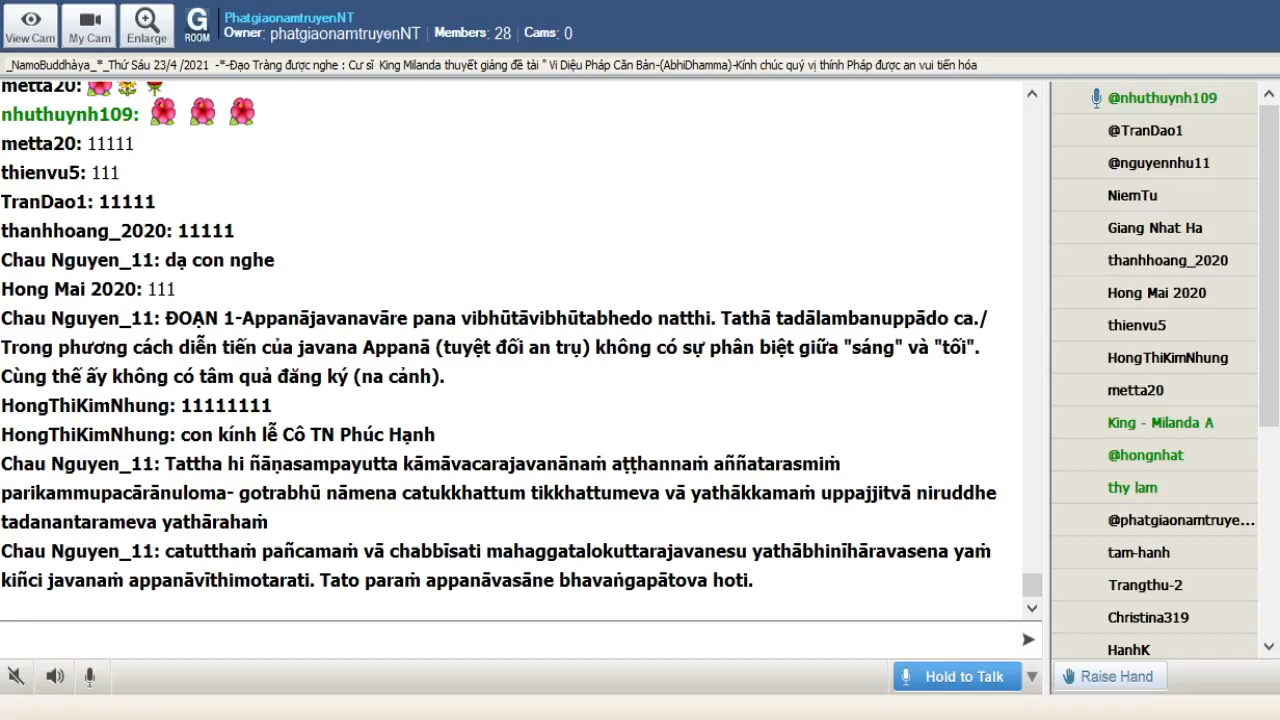 View Cam
My Cam
Enlarge
G
ROOM
PhatgiaonamtruyenNT
Owner: phatgiaonamtruyenNT | Members: 28 | Cams: 0
_NamoBuddhàya_*_Thứ Sáu 23/4 /2021 -*-Đạo Tràng được nghe : Cư sĩ King Milanda thuyết giảng đề tài " Vi Diệu Pháp Căn Bản-(AbhiDhamma)-Kính chúc quý vị thính Pháp được an vui tiến hóa
metta20:
nhuthuynh109:
metta20: 11111
thienvu5: 111
TranDao1: 11111
thanhhoang_2020: 11111
Chau Nguyen_11: dạ con nghe
Hong Mai 2020: 111
Chau Nguyen_11: ĐOẠN 1-Appanājavanavāre pana vibhūtāvibhūtabhedo natthi. Tathā tadālambanuppādo ca./
Trong phương cách diễn tiến của javana Appanā (tuyệt đối an trụ) không có sự phân biệt giữa "sáng" và "tối".
Cùng thế ấy không có tâm quả đăng ký (na cảnh).
HongThiKimNhung: 11111111
HongThiKimNhung: con kính lễ Cô TN Phúc Hạnh
Chau Nguyen_11: Tattha hi ñāṇasampayutta kāmāvacarajavanānaṁ aṭṭhannaṁ aññatarasmiṁ
parikammupacārānuloma- gotrabhū nāmena catukkhattum tikkhattumeva vā yathākkamaṁ uppajjitvā niruddhe
tadanantarameva yathārahaṁ
Chau Nguyen_11: catutthaṁ pañcamaṁ vā chabbīsati mahaggatalokuttarajavanesu yathābhinīhāravasena yaṁ
kiñci javanaṁ appanāvīthimotarati. Tato paraṁ appanāvasāne bhavaṅgapātova hoti.
@nhuthuynh109
@TranDao1
@nguyennhu11
NiemTu
Giang Nhat Ha
thanhhoang_2020
Hong Mai 2020
thienvu5
HongThiKimNhung
metta20
King - Milanda A
@hongnhat
thy lam
@phatgiaonamtruye...
tam-hanh
Trangthu-2
Christina319
HanhK
Hold to Talk
Raise Hand